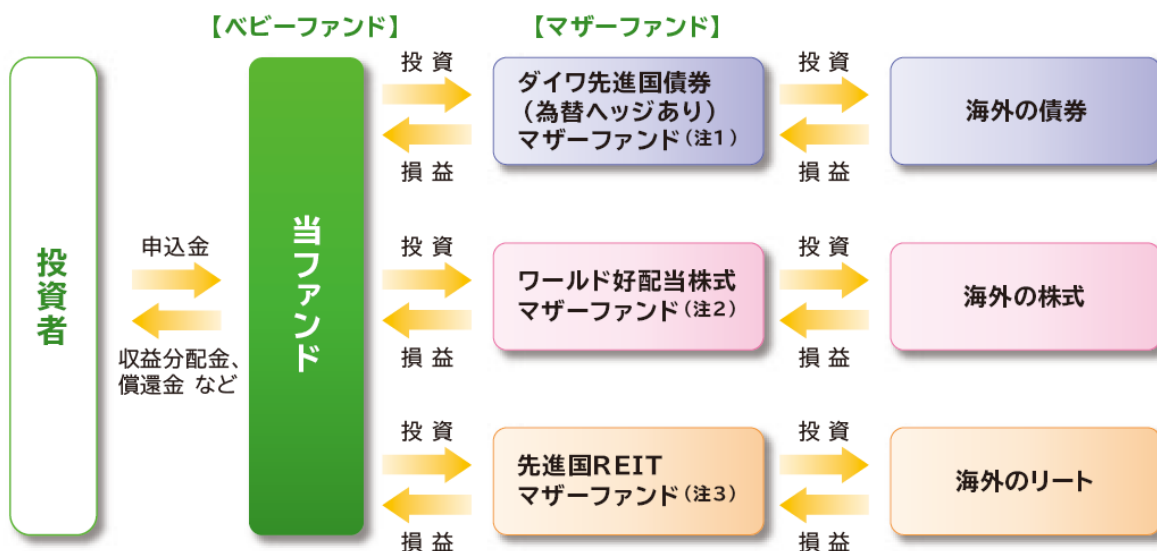 【ベビーファンド】
【マザーファンド】
投資者
申込金
収益分配金、
償還金 など
当ファンド
投 資
損 益
ダイワ先進国債券
(為替ヘッジあり)
マザーファンド(注1)
投 資
損 益
海外の債券
投 資
損 益
ワールド好配当株式
マザーファンド(注2)
投 資
損 益
海外の株式
投 資
損 益
先進国REIT
マザーファンド(注3)
投 資
損 益
海外のリート